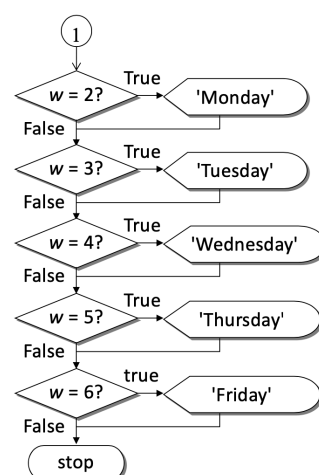 1
True
w = 2?
'Monday'
False
True
w = 3?
'Tuesday'
False
True
w = 4?
'Wednesday'
False
True
w = 5?
'Thursday'
False
true
w = 6?
'Friday'
False
stop